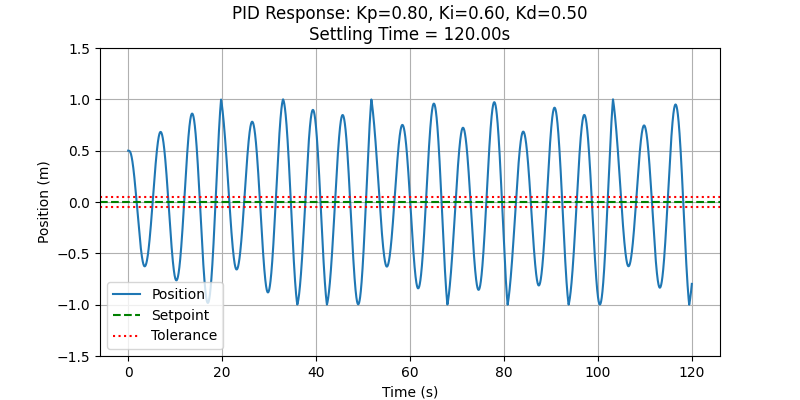 PID Response: Kp=0.80, Ki=0.60, Kd=0.50
Settling Time = 120.00s
1.5
1.0
0.5
0.0
−0.5
−1.0
−1.5
Position (m)
Position
Setpoint
Tolerance
0
20
40
60
80
100
120
Time (s)